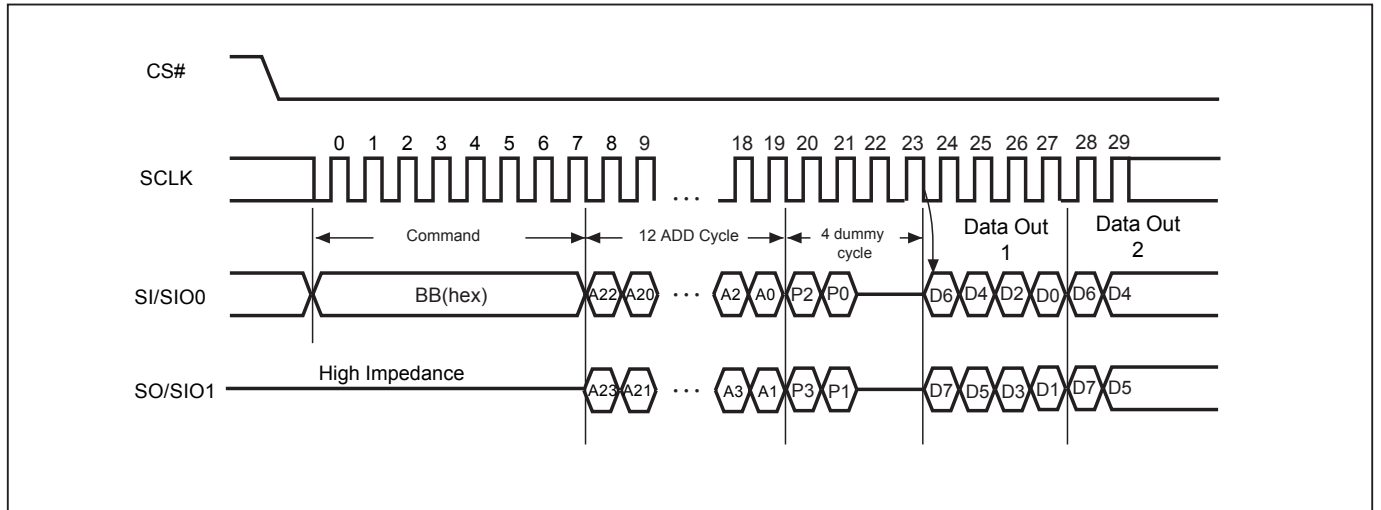 CS#
0 1 2 3 4 5 6 7 8 9 18 19 20 21 22 23 24 25 26 27 28 29
SCLK
...
Command 12 ADD Cycle 4 dummy cycle Data Out 1 Data Out 2
SI/SIO0 BB(hex) A22 A20 ... A2 A0 P2 P0 D6 D4 D2 D0 D6 D4
High Impedance
SO/SIO1 A23 A21 ... A3 A1 P3 P1 D7 D5 D3 D1 D7 D5